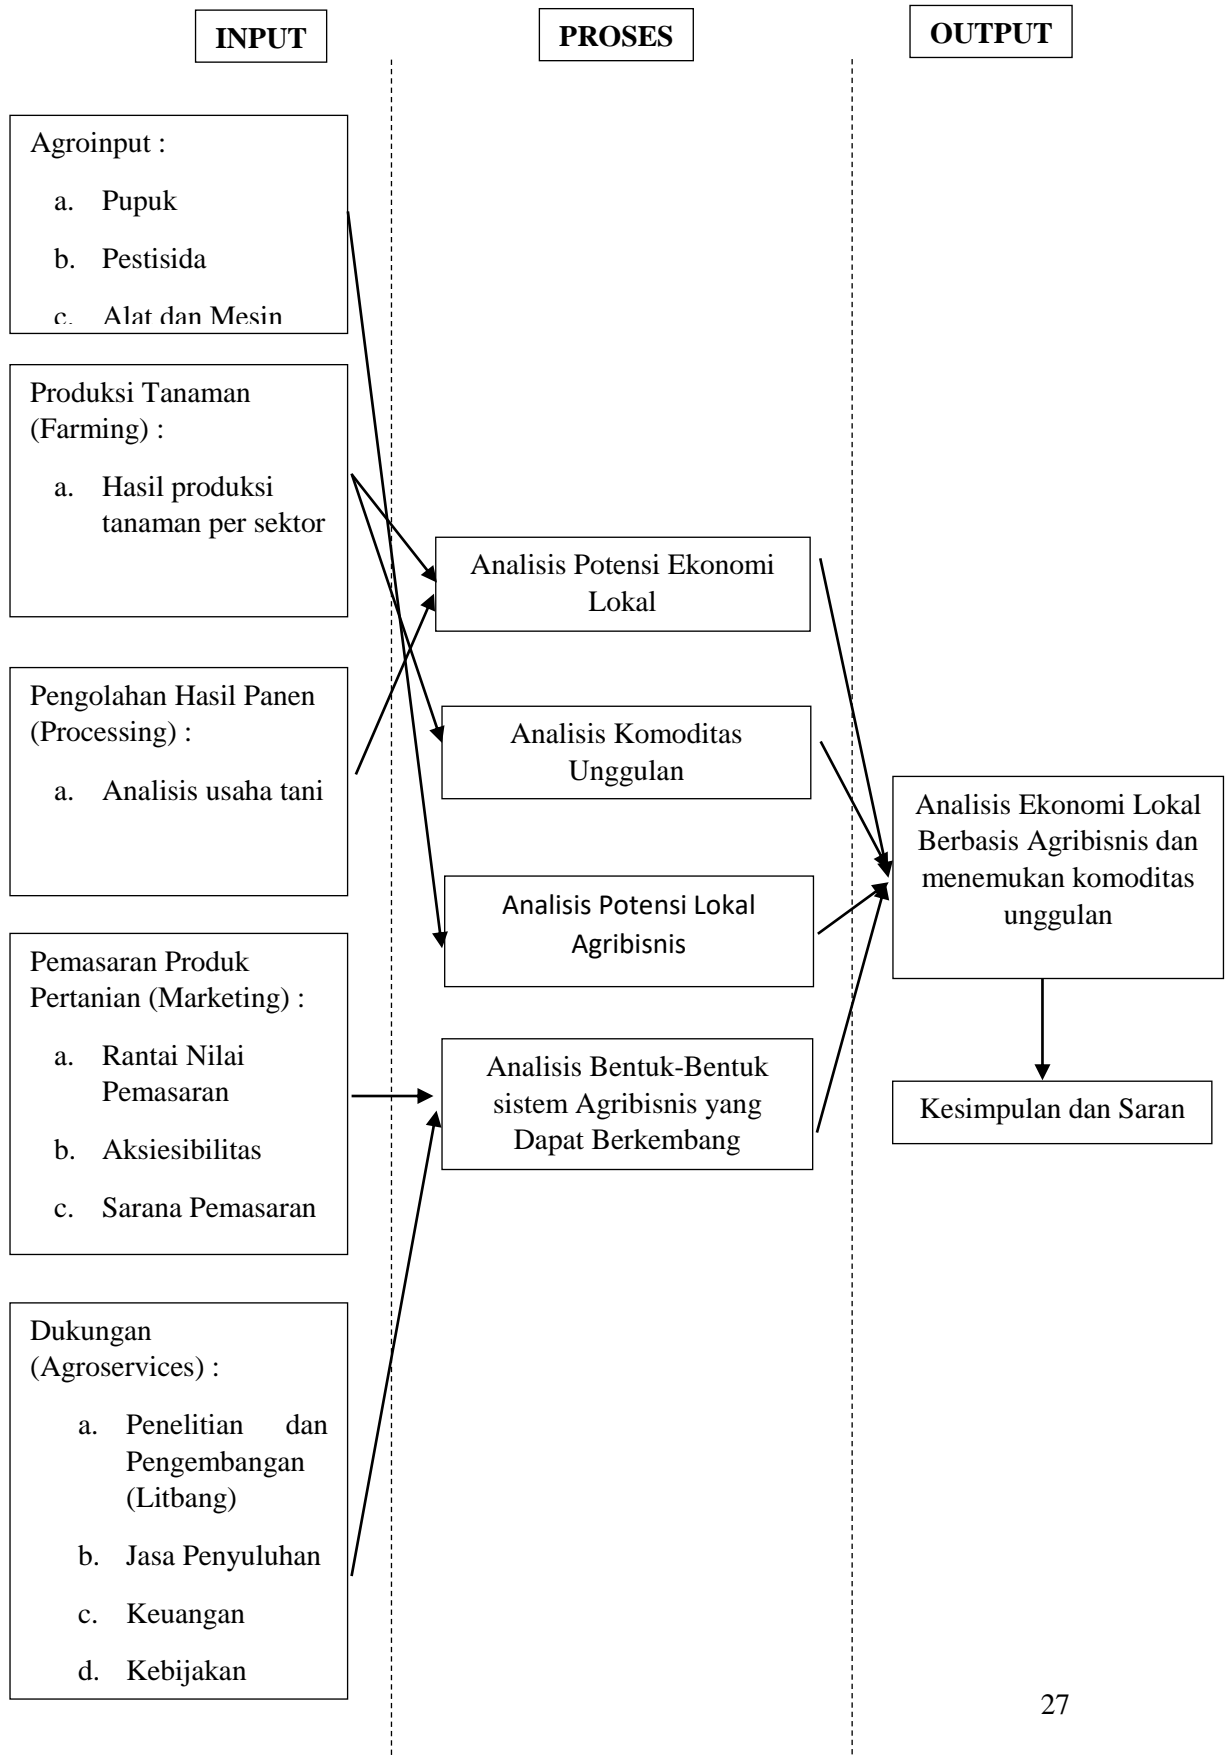 INPUT
PROSES
OUTPUT
Agroinput :
a. Pupuk
b. Pestisida
c. Alat dan Mesin
Produksi Tanaman
(Farming) :
a. Hasil produksi
tanaman per sektor
Pengolahan Hasil Panen
(Processing) :
a. Analisis usaha tani
Pemasaran Produk
Pertanian (Marketing) :
a. Rantai Nilai
Pemasaran
b. Aksiesibilitas
c. Sarana Pemasaran
Dukungan
(Agroservices) :
a. Penelitian dan
Pengembangan
(Litbang)
b. Jasa Penyuluhan
c. Keuangan
d. Kebijakan
Analisis Potensi Ekonomi
Lokal
Analisis Komoditas
Unggulan
Analisis Potensi Lokal
Agribisnis
Analisis Bentuk-Bentuk
sistem Agribisnis yang
Dapat Berkembang
Analisis Ekonomi Lokal
Berbasis Agribisnis dan
menemukan komoditas
unggulan
Kesimpulan dan Saran
27